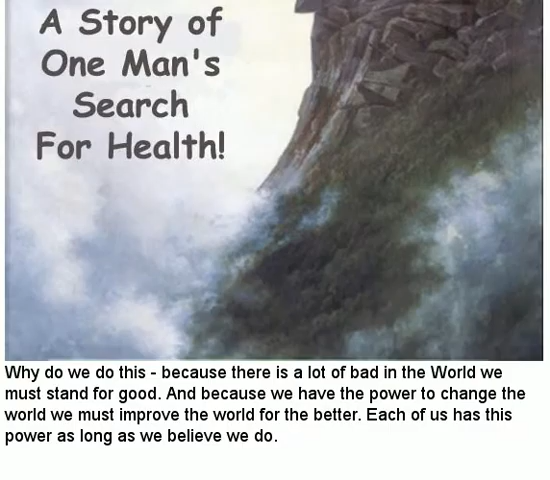 A Story of
One Man's
Search
For Health!
Why do we do this - because there is a lot of bad in the World we
must stand for good. And because we have the power to change the
world we must improve the world for the better. Each of us has this
power as long as we believe we do.